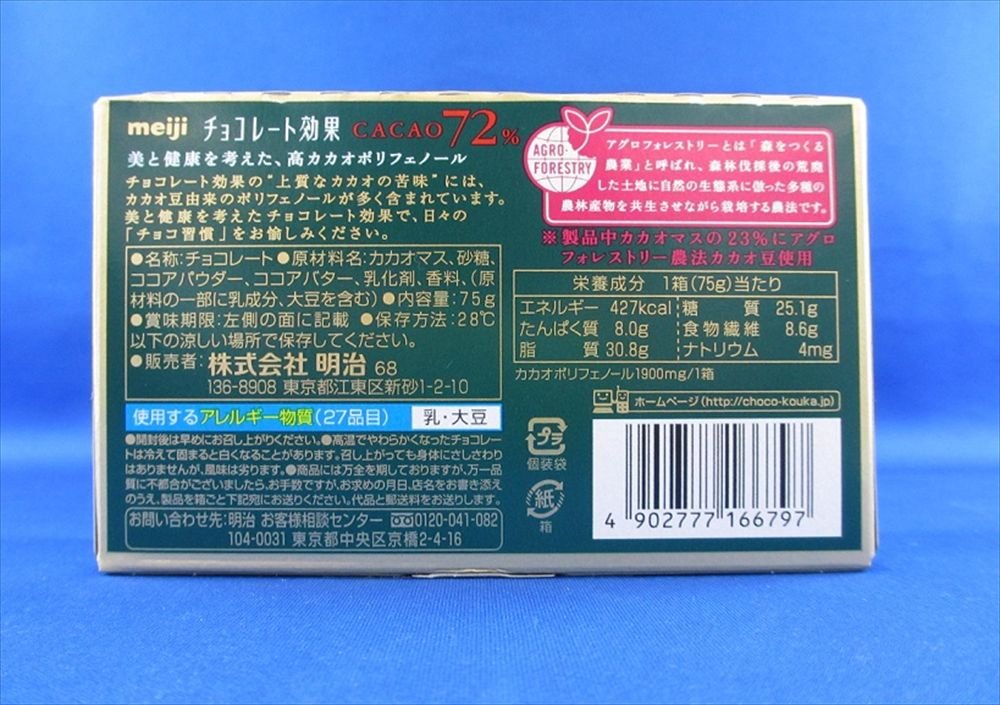 meiji チョコレート効果 CACAO72%
美と健康を考えた、高カカオポリフェノール
チョコレート効果の"上質なカカオの苦味"には、
カカオ豆由来のポリフェノールが多く含まれています。
美と健康を考えたチョコレート効果で、日々の
「チョコ習慣」をお愉しみください。
●名称:チョコレート ●原材料名:カカオマス、砂糖、
ココアパウダー、ココアバター、乳化剤、香料、(原
材料の一部に乳成分、大豆を含む) ●内容量:75g
●賞味期限:左側の面に記載 ●保存方法:28℃
以下の涼しい場所で保存してください。
●販売者:株式会社 明治 68
136-8908 東京都江東区新砂1-2-10
使用するアレルギー物質(27品目) 乳・大豆
●開封後は早めにお召し上がりください。●高温でやわらかくなったチョコレー
トは冷えて固まると白くなることがあります。召し上がっても身体にさしさわり
はありませんが、風味は劣ります。●商品には万全を期しておりますが、万一品
質に不都合がございましたら、お手数ですが、お求めの月日、店名をお書き添え
のうえ、製品を箱ごと下記宛にお送りください。代品と郵送料をお送りします。
お問い合わせ先:明治 お客様相談センター 0120-041-082
104-0031 東京都中央区京橋2-4-16
AGRO-
FORESTRY
アグロフォレストリーとは「森をつくる
農業」と呼ばれ、森林伐採後の荒廃
した土地に自然の生態系に倣った多種の
農林産物を共生させながら栽培する農法です。
※製品中カカオマスの23%にアグロ
フォレストリー農法カカオ豆使用
栄養成分 1箱(75g)当たり
エネルギー 427kcal 糖質 25.1g
たんぱく質 8.0g 食物繊維 8.6g
脂質 30.8g ナトリウム 4mg
カカオポリフェノール1900mg/1箱
ホームページ(http://choco-kouka.jp)
プラ
個装袋
紙
箱
4 902777 166797